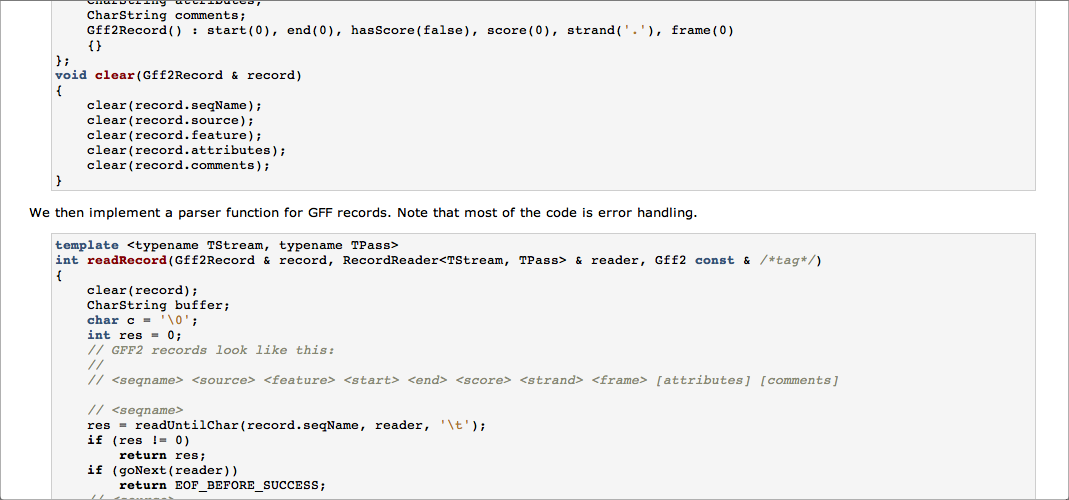 CharString attributes;
CharString comments;
Gff2Record() : start(0), end(0), hasScore(false), score(0), strand('.'), frame(0)
{}
};
void clear(Gff2Record & record)
{
clear(record.seqName);
clear(record.source);
clear(record.feature);
clear(record.attributes);
clear(record.comments);
}
We then implement a parser function for GFF records. Note that most of the code is error handling.
template <typename TStream, typename TPass>
int readRecord(Gff2Record & record, RecordReader<TStream, TPass> & reader, Gff2 const & /*tag*/)
{
clear(record);
CharString buffer;
char c = '\0';
int res = 0;
// GFF2 records look like this:
//
// <seqname> <source> <feature> <start> <end> <score> <strand> <frame> [attributes] [comments]
// <seqname>
res = readUntilChar(record.seqName, reader, '\t');
if (res != 0)
return res;
if (goNext(reader))
return EOF_BEFORE_SUCCESS;
// <source>